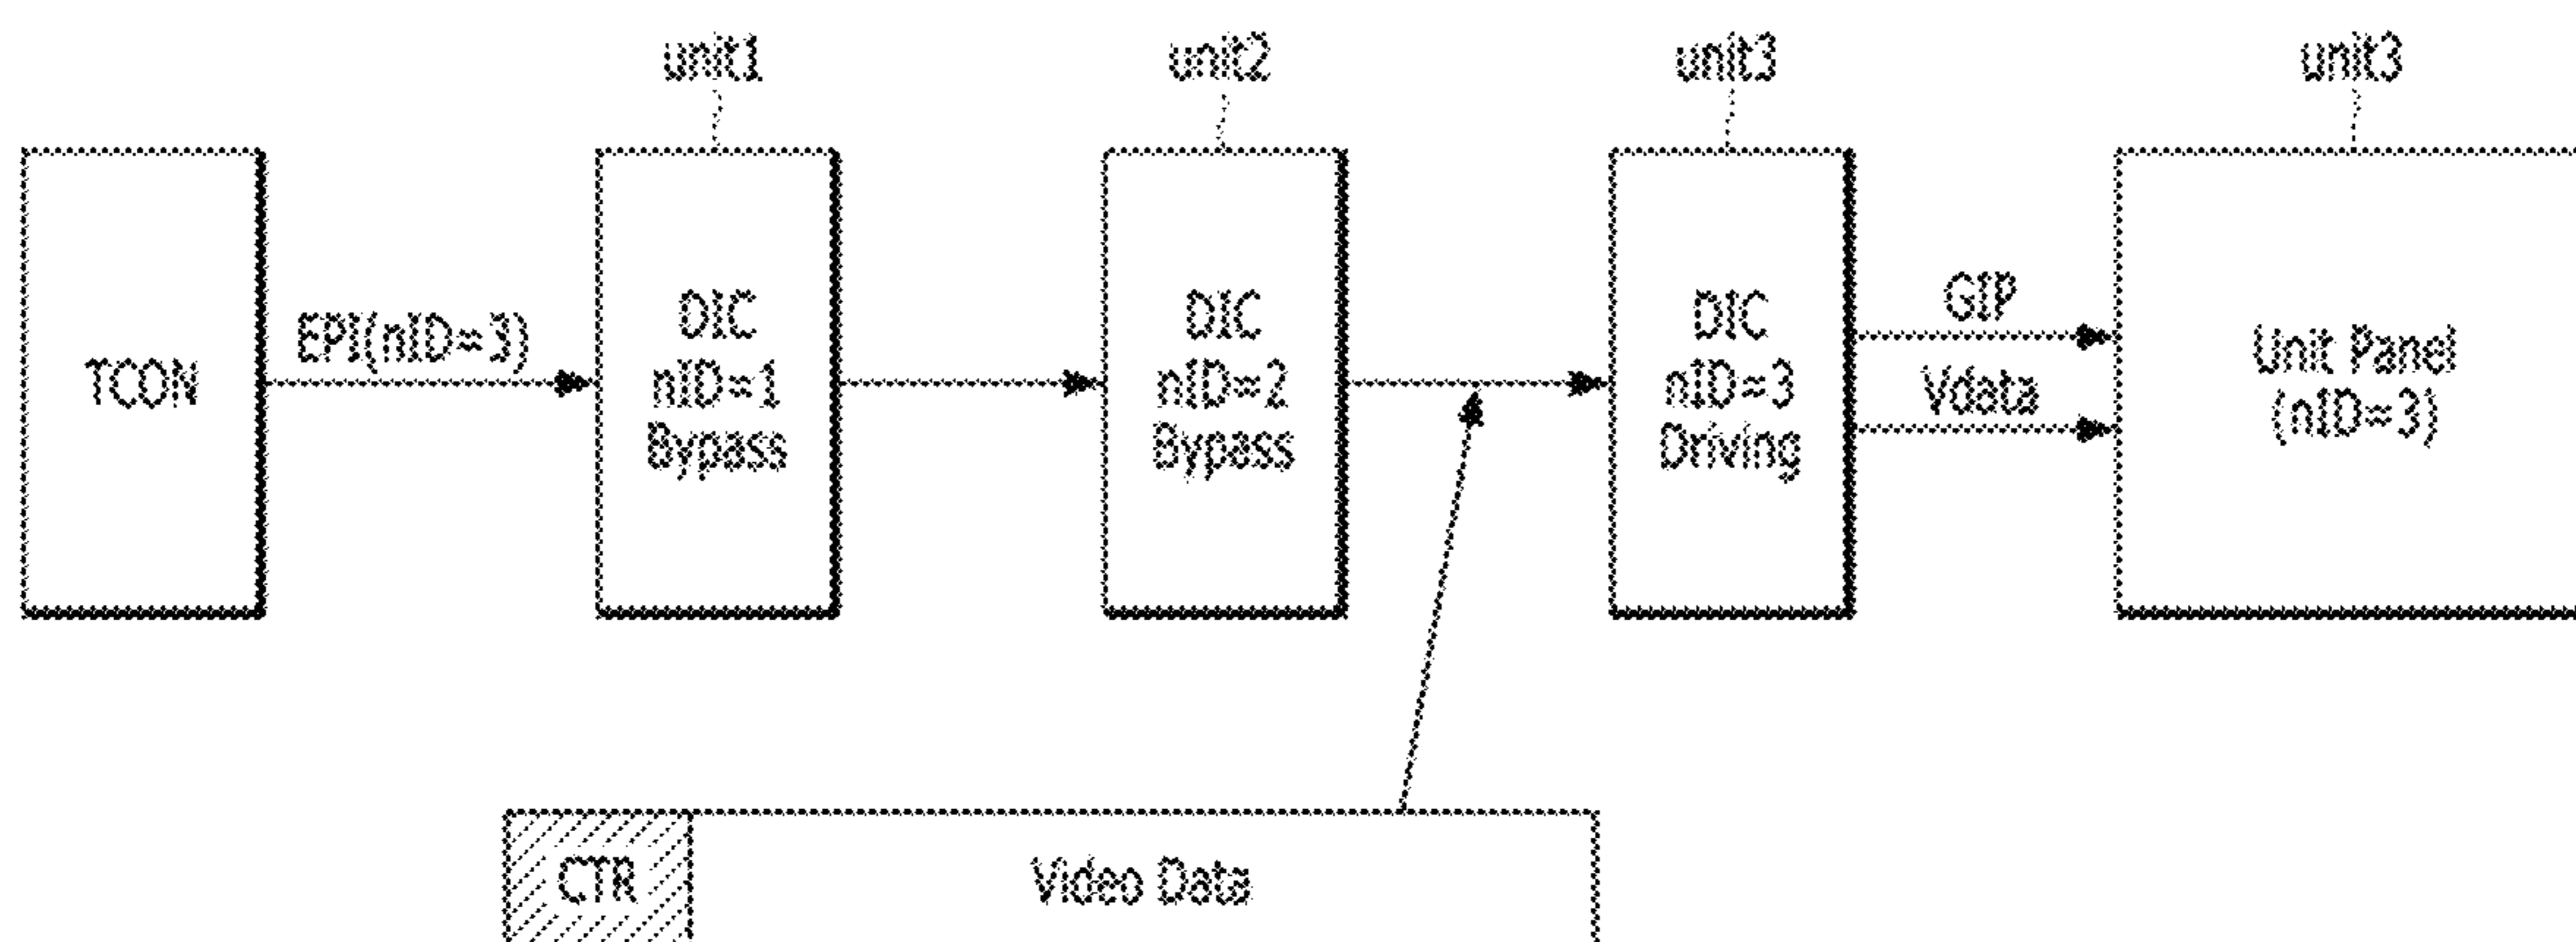 unit1
unit2
unit3
unit3
TCON
EPI(nID=3)
DIC
nID=1
Bypass
DIC
nID=2
Bypass
DIC
nID=3
Driving
GIP
Vdata
Unit Panel
(nID=3)
CTR
Video Data